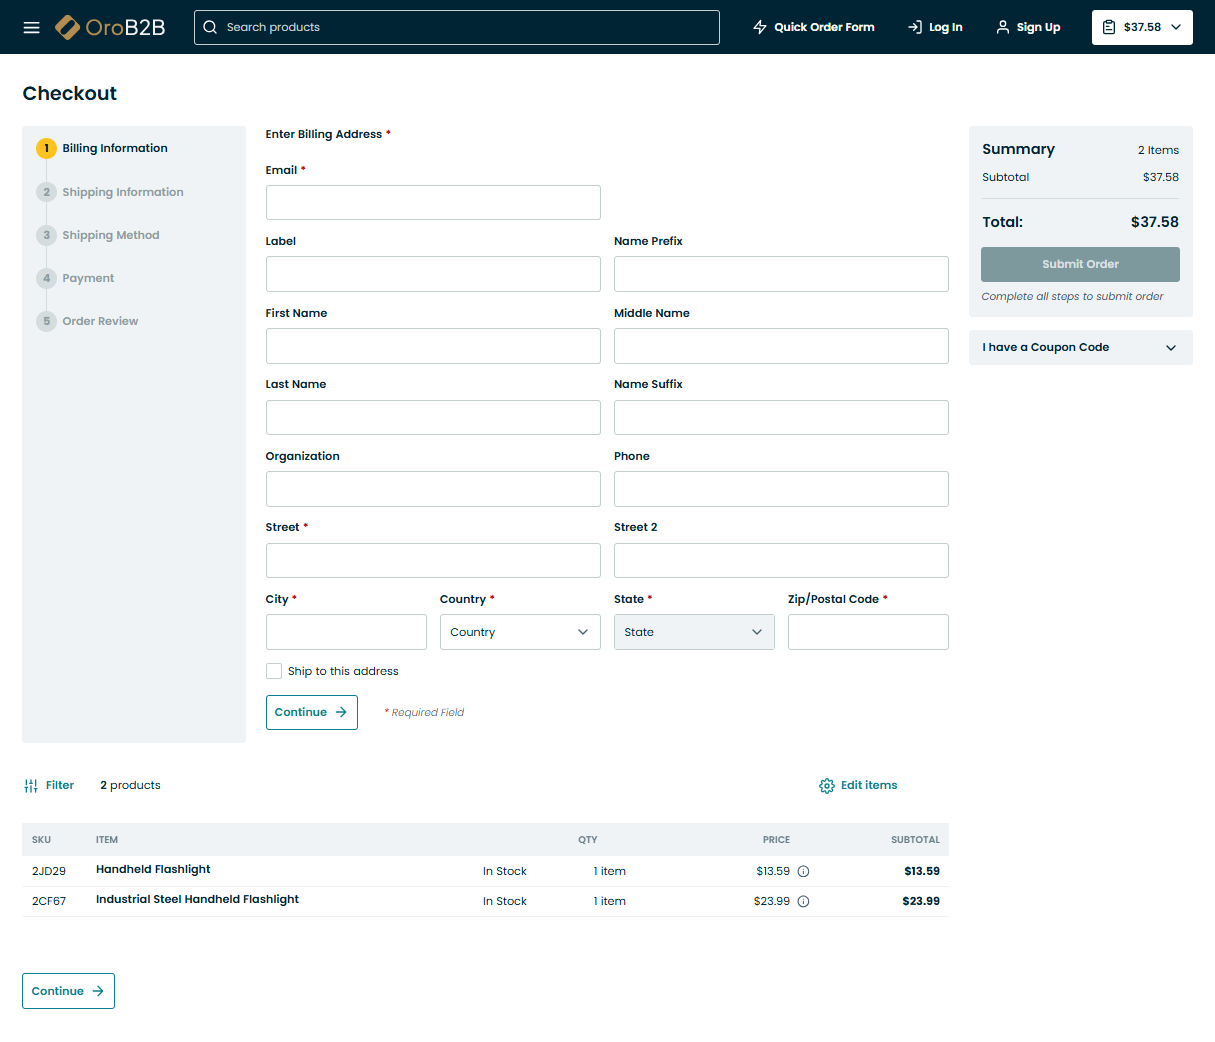 OroB2B
Search products
Quick Order Form
Log In
Sign Up
$37.58
Checkout
1 Billing Information
2 Shipping Information
3 Shipping Method
4 Payment
5 Order Review
Enter Billing Address *
Email *
Label
Name Prefix
First Name
Middle Name
Last Name
Name Suffix
Organization
Phone
Street *
Street 2
City *
Country *
State *
Zip/Postal Code *
Country
State
Ship to this address
Continue
* Required Field
Summary
2 Items
Subtotal
$37.58
Total:
$37.58
Submit Order
Complete all steps to submit order
I have a Coupon Code
Filter
2 products
Edit items
SKU ITEM QTY PRICE SUBTOTAL
2JD29 Handheld Flashlight In Stock 1 item $13.59 $13.59
2CF67 Industrial Steel Handheld Flashlight In Stock 1 item $23.99 $23.99
Continue